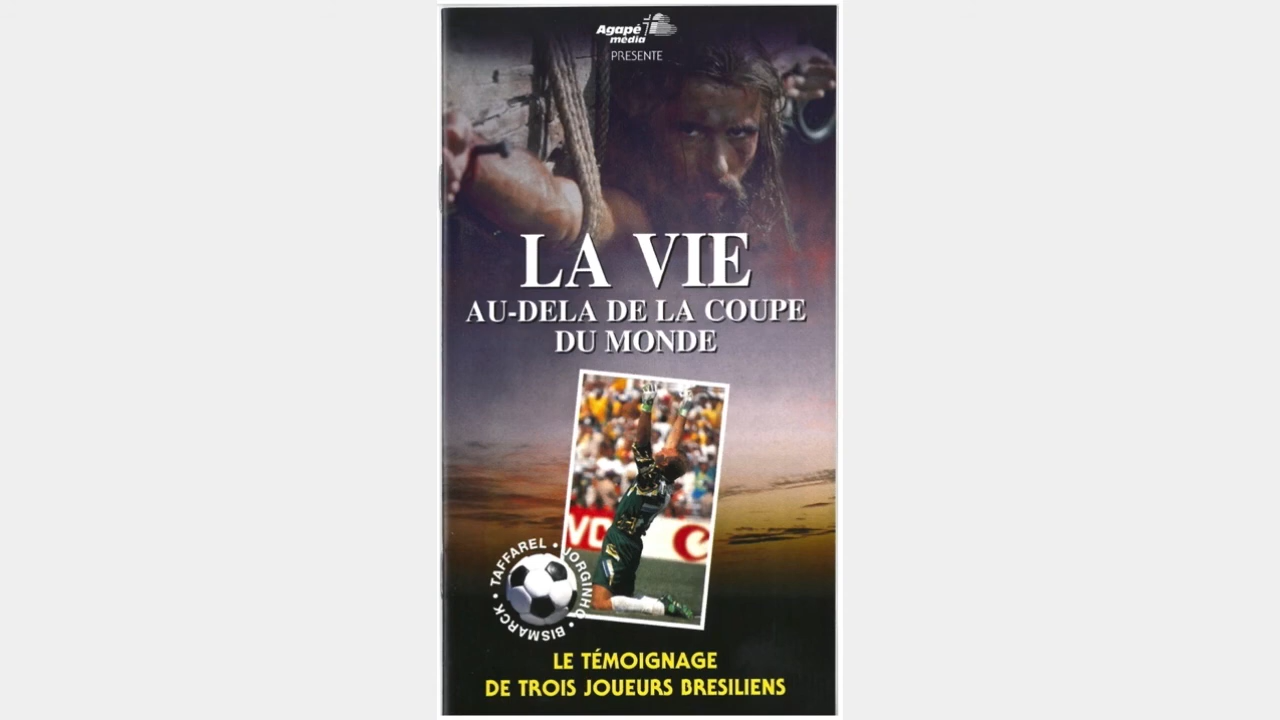 Agapé
média
PRESENTE
LA VIE
AU-DELA DE LA COUPE
DU MONDE
VD
TAFFAREL • JORGINHO • BISMARCK •
LE TÉMOIGNAGE
DE TROIS JOUEURS BRESILIENS